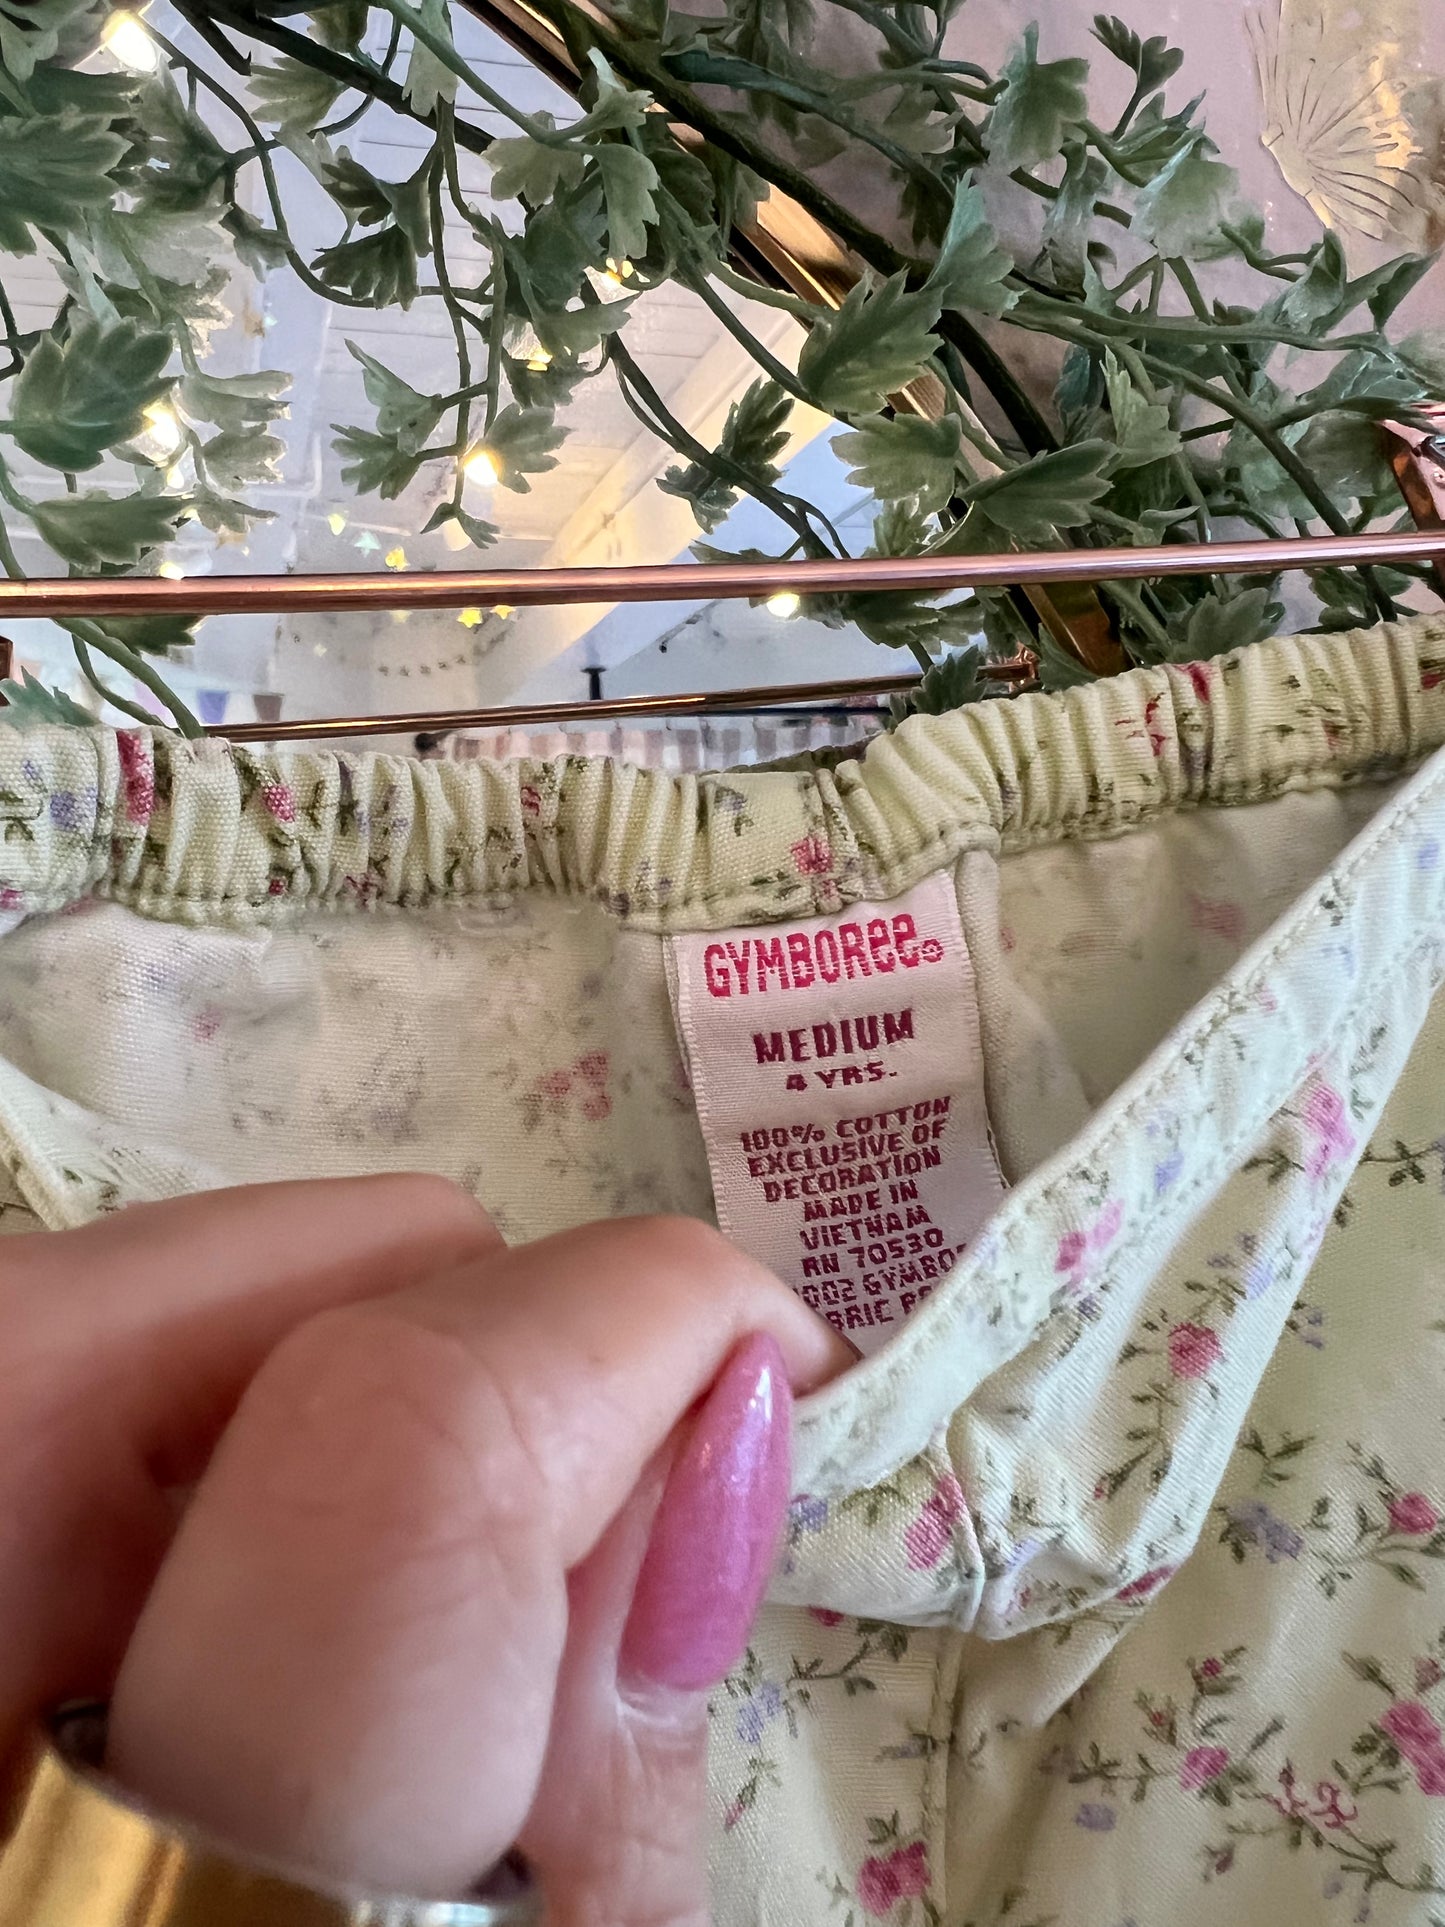 GYMBOREE®
MEDIUM
4 YRS.
100% COTTON
EXCLUSIVE OF
DECORATION
MADE IN
VIETNAM
RN 70530